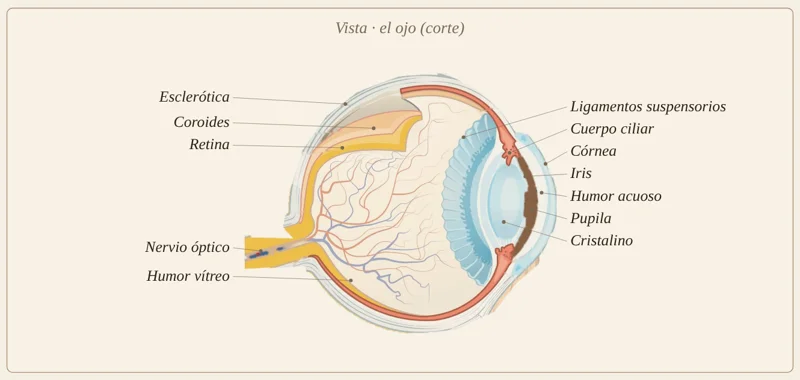 Vista · el ojo (corte)
Esclerótica
Coroides
Retina
Nervio óptico
Humor vítreo
Ligamentos suspensorios
Cuerpo ciliar
Córnea
Iris
Humor acuoso
Pupila
Cristalino